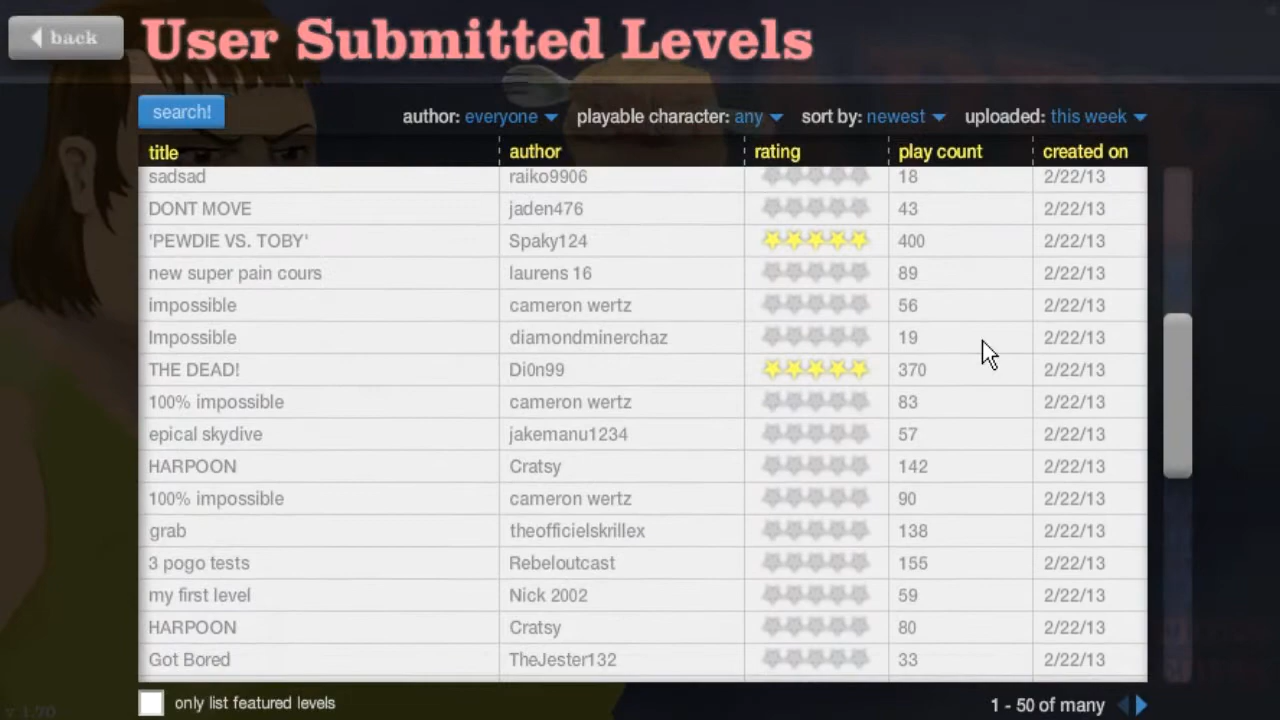 back
User Submitted Levels
search!
author: everyone playable character: any sort by: newest uploaded: this week
title author rating play count created on
sadsad raiko9906 18 2/22/13
DONT MOVE jaden476 43 2/22/13
'PEWDIE VS. TOBY' Spaky124 400 2/22/13
new super pain cours laurens 16 89 2/22/13
impossible cameron wertz 56 2/22/13
Impossible diamondminerchaz 19 2/22/13
THE DEAD! Di0n99 370 2/22/13
100% impossible cameron wertz 83 2/22/13
epical skydive jakemanu1234 57 2/22/13
HARPOON Cratsy 142 2/22/13
100% impossible cameron wertz 90 2/22/13
grab theofficielskrillex 138 2/22/13
3 pogo tests Rebeloutcast 155 2/22/13
my first level Nick 2002 59 2/22/13
HARPOON Cratsy 80 2/22/13
Got Bored TheJester132 33 2/22/13
only list featured levels 1 - 50 of many
v 1.70